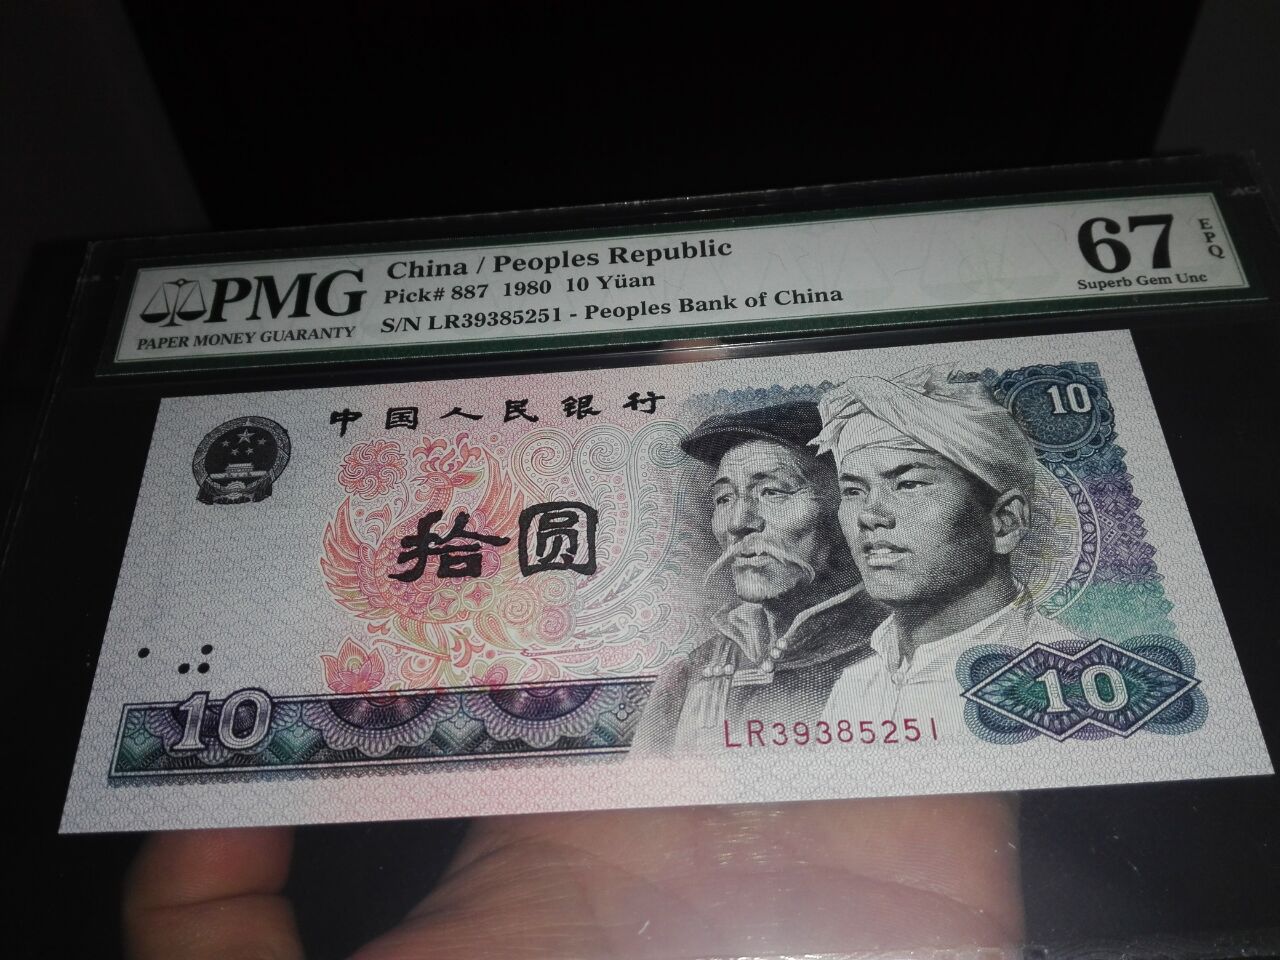 PMG
PAPER MONEY GUARANTY
China / Peoples Republic
Pick# 887 1980 10 Yüan
S/N LR39385251 - Peoples Bank of China
67
EPQ
Superb Gem Unc
中国人民银行
10
拾圆
10
LR39385251
10